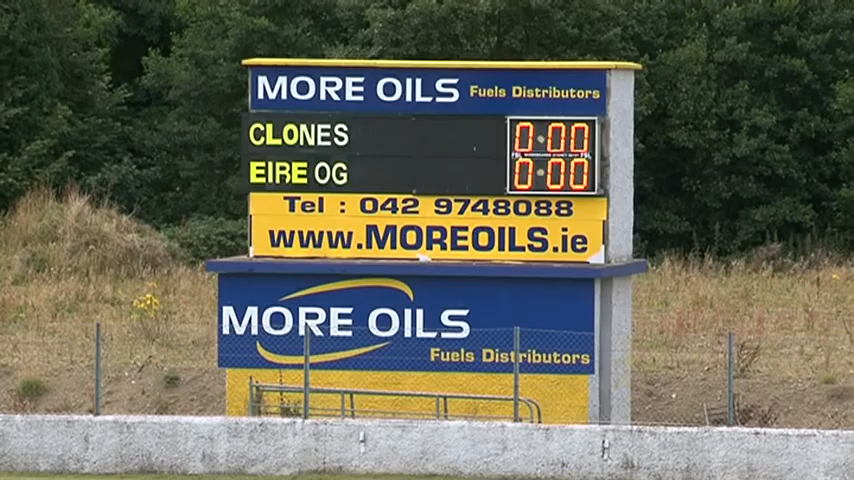 MORE OILS Fuels Distributors
CLONES 0:00
EIRE OG 0:00
Tel : 042 9748088
www.MOREOILS.ie
MORE OILS
Fuels Distributors